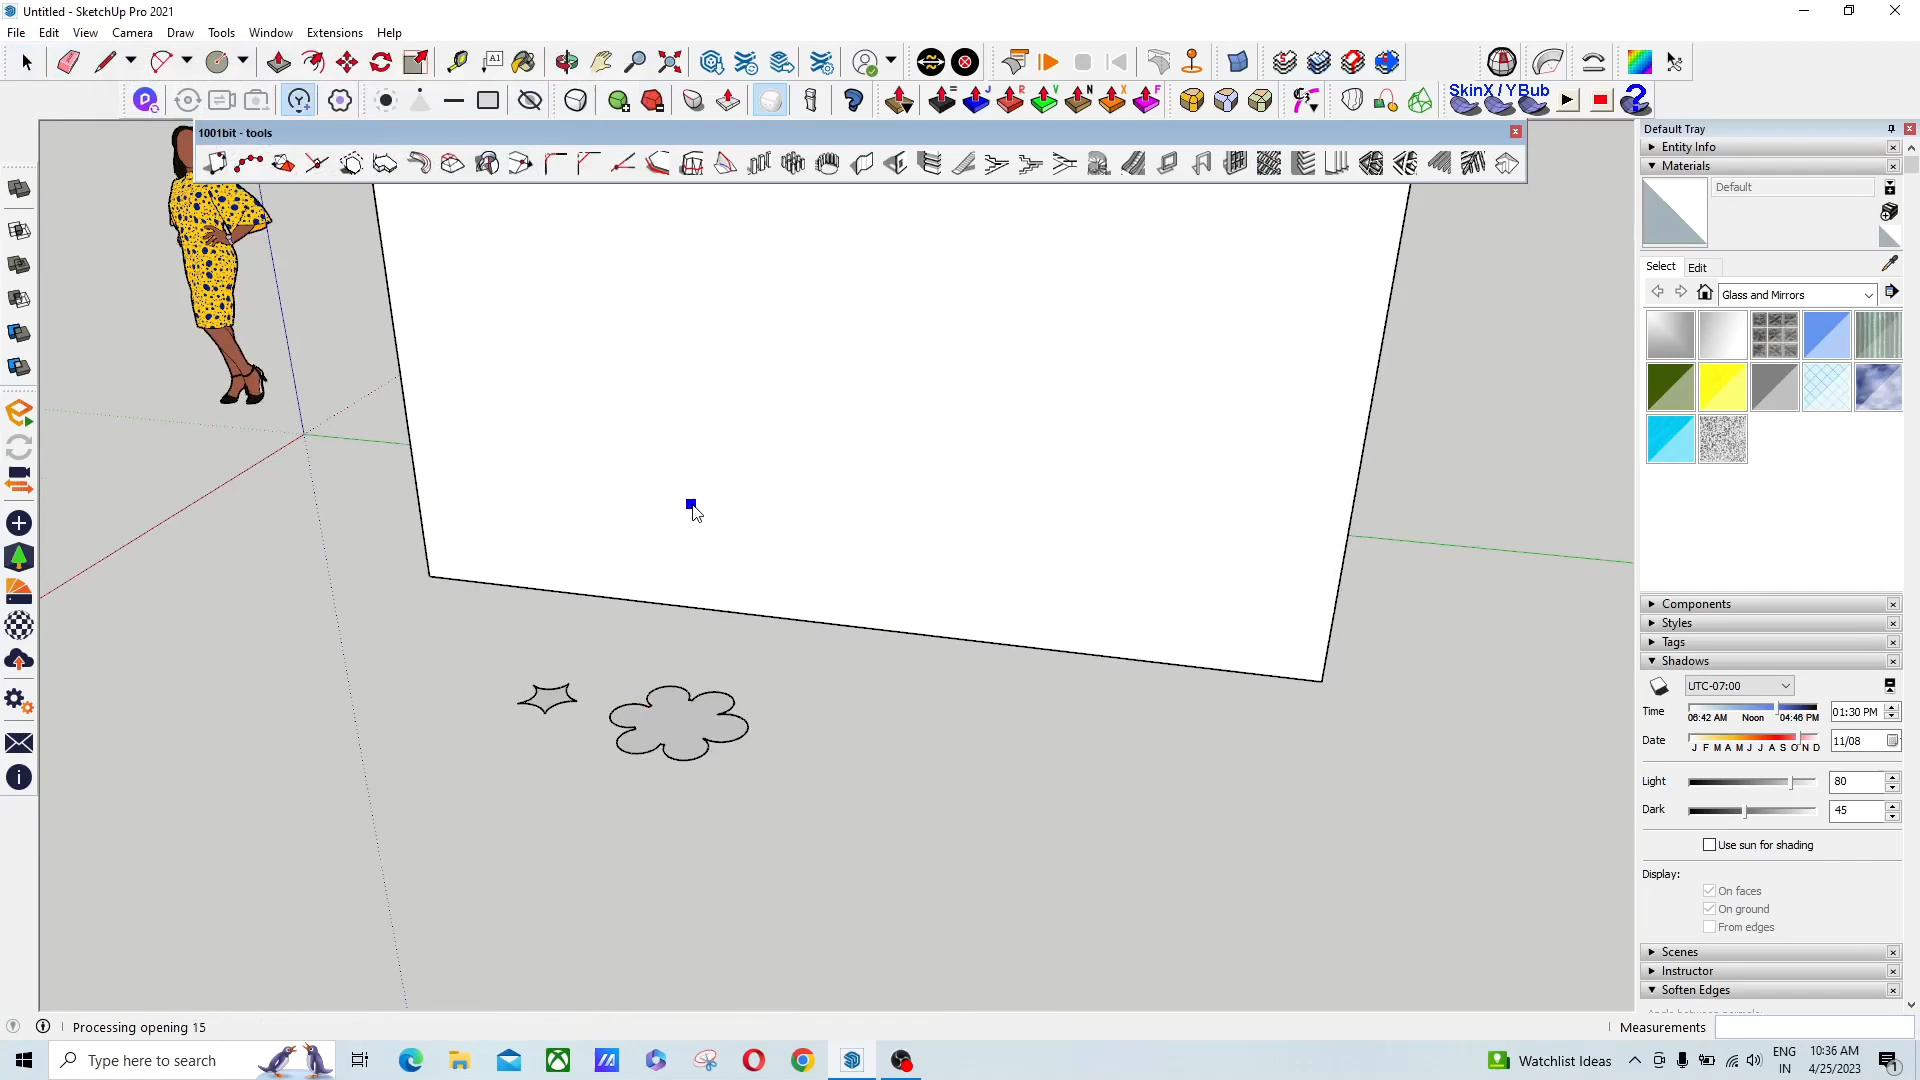 Untitled - SketchUp Pro 2021
File Edit View Camera Draw Tools Window Extensions Help
A1
SkinX / YBub
?
= J R V N X F
1001bit - tools
Default Tray
Entity Info
Materials
Default
Select Edit
Glass and Mirrors
Components
Styles
Tags
Shadows
UTC-07:00
Time 06:42 AM Noon 04:46 PM 01:30 PM
Date J F M A M J J A S O N D 11/08
Light 80
Dark 45
Use sun for shading
Display:
On faces
On ground
From edges
Scenes
Instructor
Soften Edges
Processing opening 15
Measurements
Type here to search
Watchlist Ideas
ENG
IN
10:36 AM
4/25/2023
1